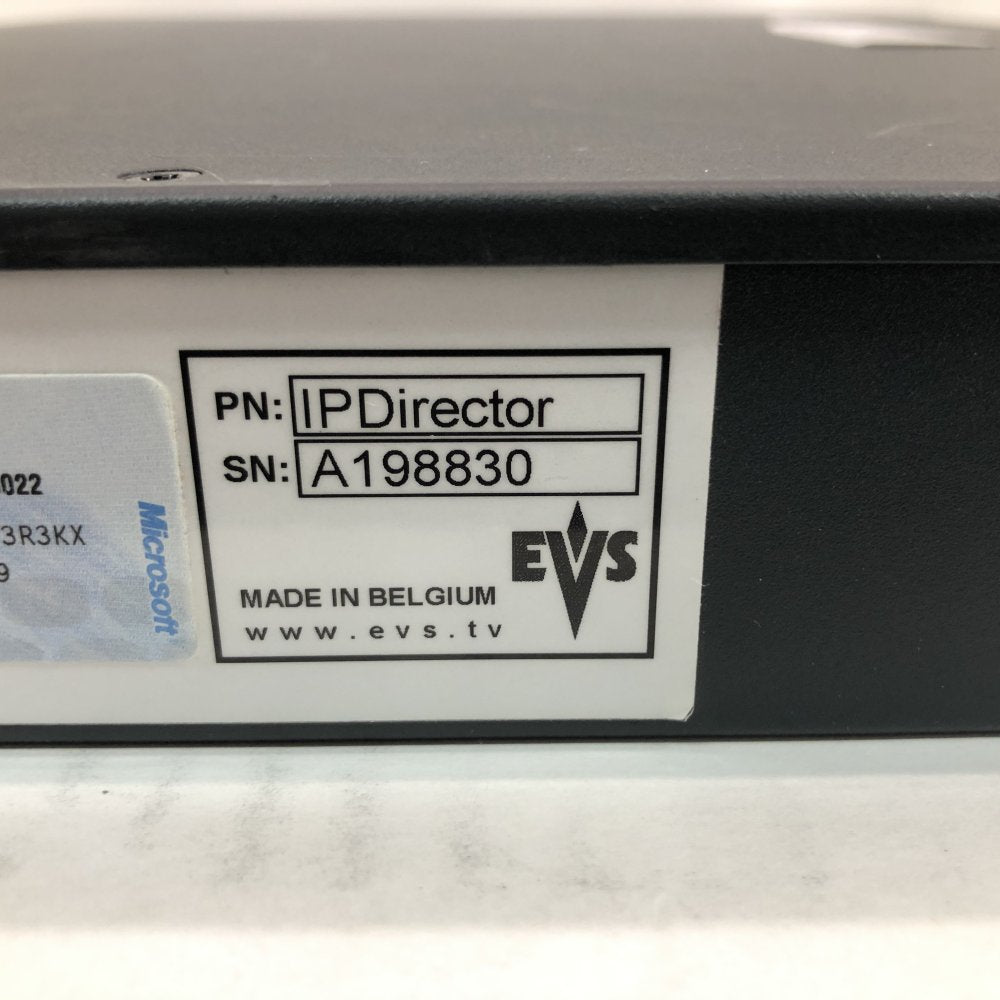 PN: IPDirector
SN: A198830
EVS
MADE IN BELGIUM
www.evs.tv
022
3R3KX
9
Microsoft